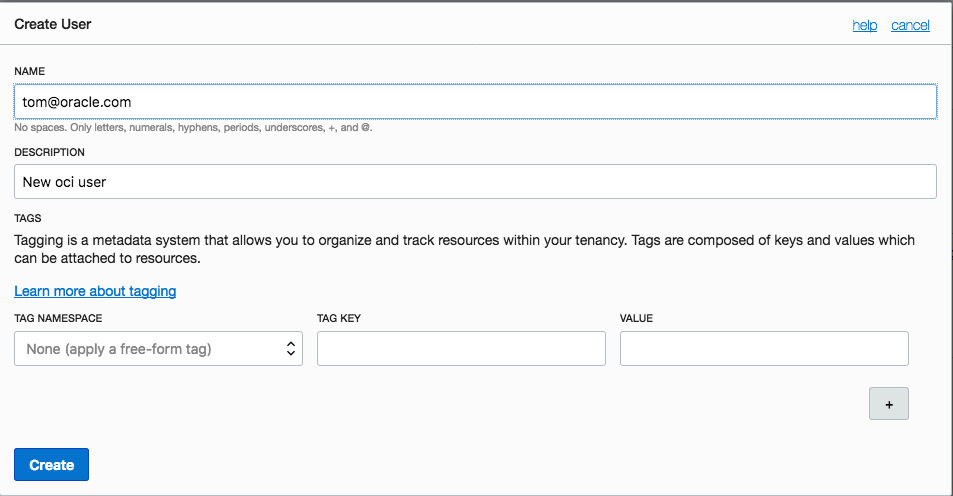 Create User
help cancel
NAME
tom@oracle.com
No spaces. Only letters, numerals, hyphens, periods, underscores, +, and @.
DESCRIPTION
New oci user
TAGS
Tagging is a metadata system that allows you to organize and track resources within your tenancy. Tags are composed of keys and values which
can be attached to resources.
Learn more about tagging
TAG NAMESPACE TAG KEY VALUE
None (apply a free-form tag)
+
Create